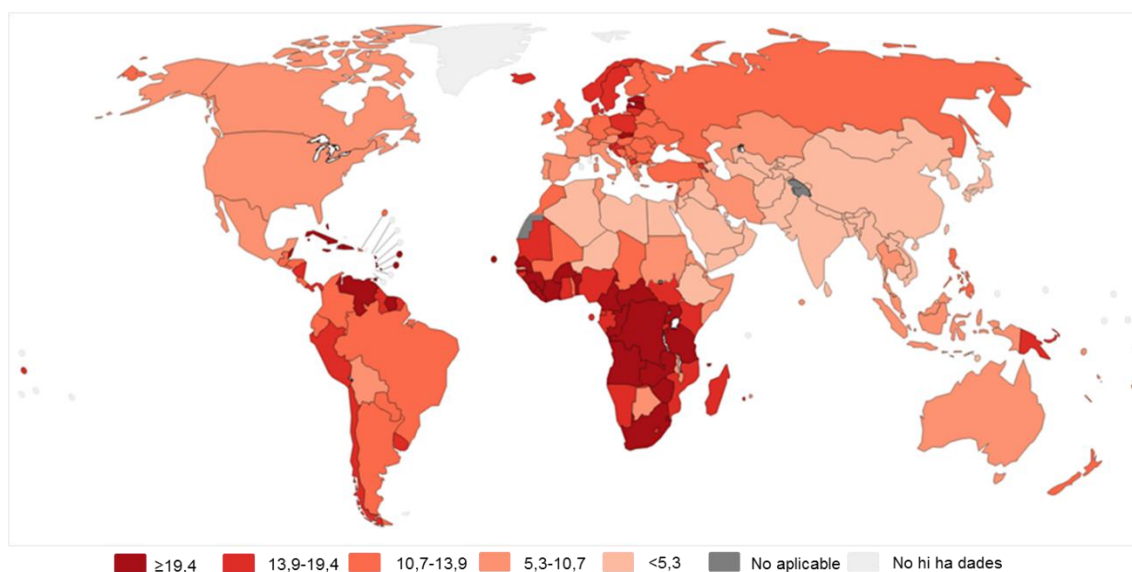 ≥19,4 13,9-19,4 10,7-13,9 5,3-10,7 <5,3 No aplicable No hi ha dades